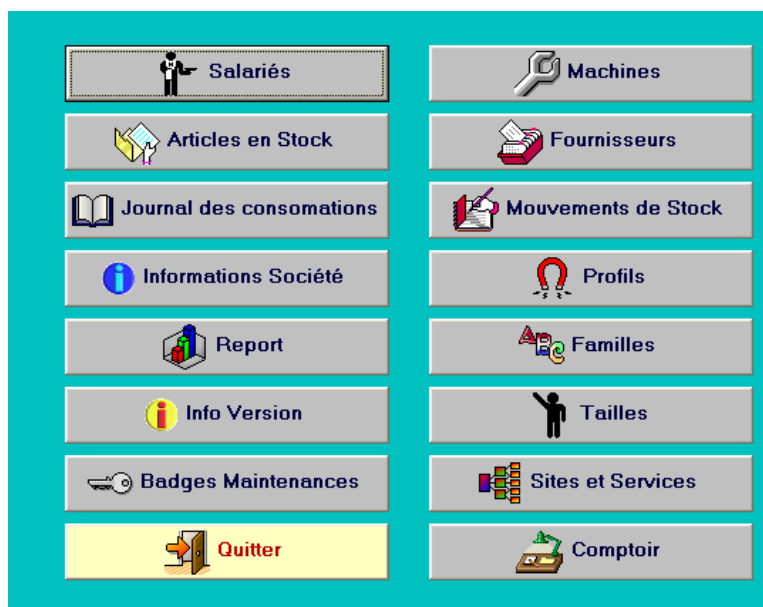 Salariés
Machines
Articles en Stock
Fournisseurs
Journal des consomations
Mouvements de Stock
Informations Société
Profils
Report
Familles
Info Version
Tailles
Badges Maintenances
Sites et Services
Quitter
Comptoir